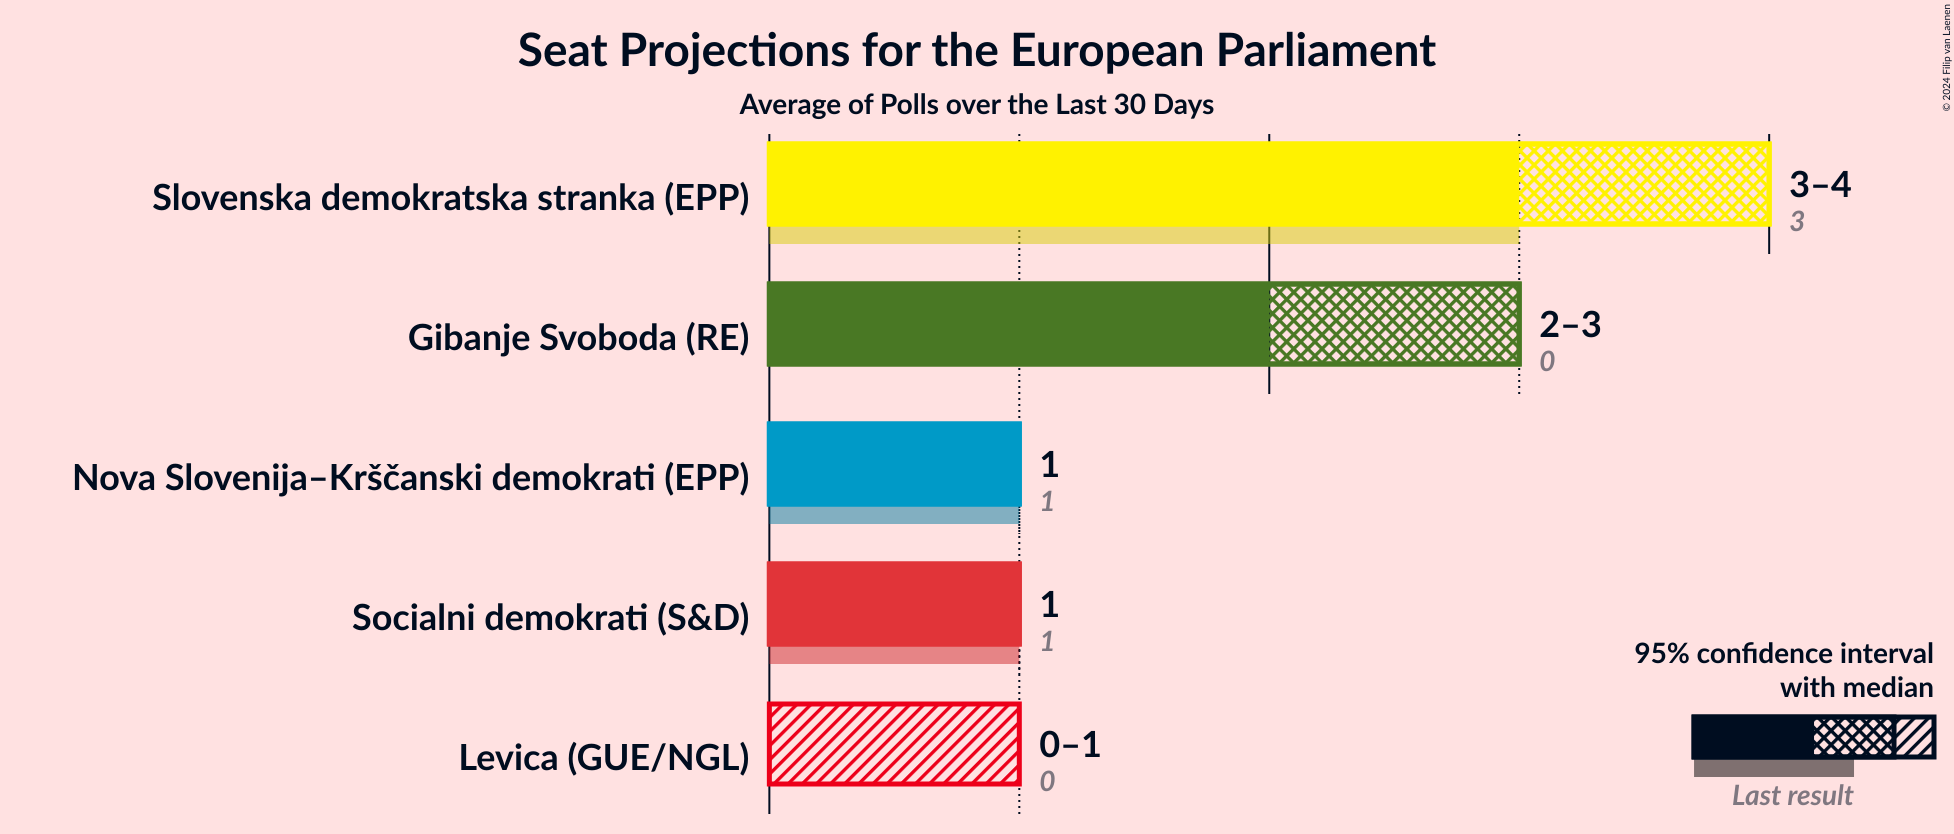 Seat Projections for the European Parliament
Average of Polls over the Last 30 Days
© 2024 Filip van Laenen
Slovenska demokratska stranka (EPP)
3–4
3
Gibanje Svoboda (RE)
2–3
0
Nova Slovenija–Krščanski demokrati (EPP)
1
1
Socialni demokrati (S&D)
1
1
Levica (GUE/NGL)
0–1
0
95% confidence interval
with median
Last result